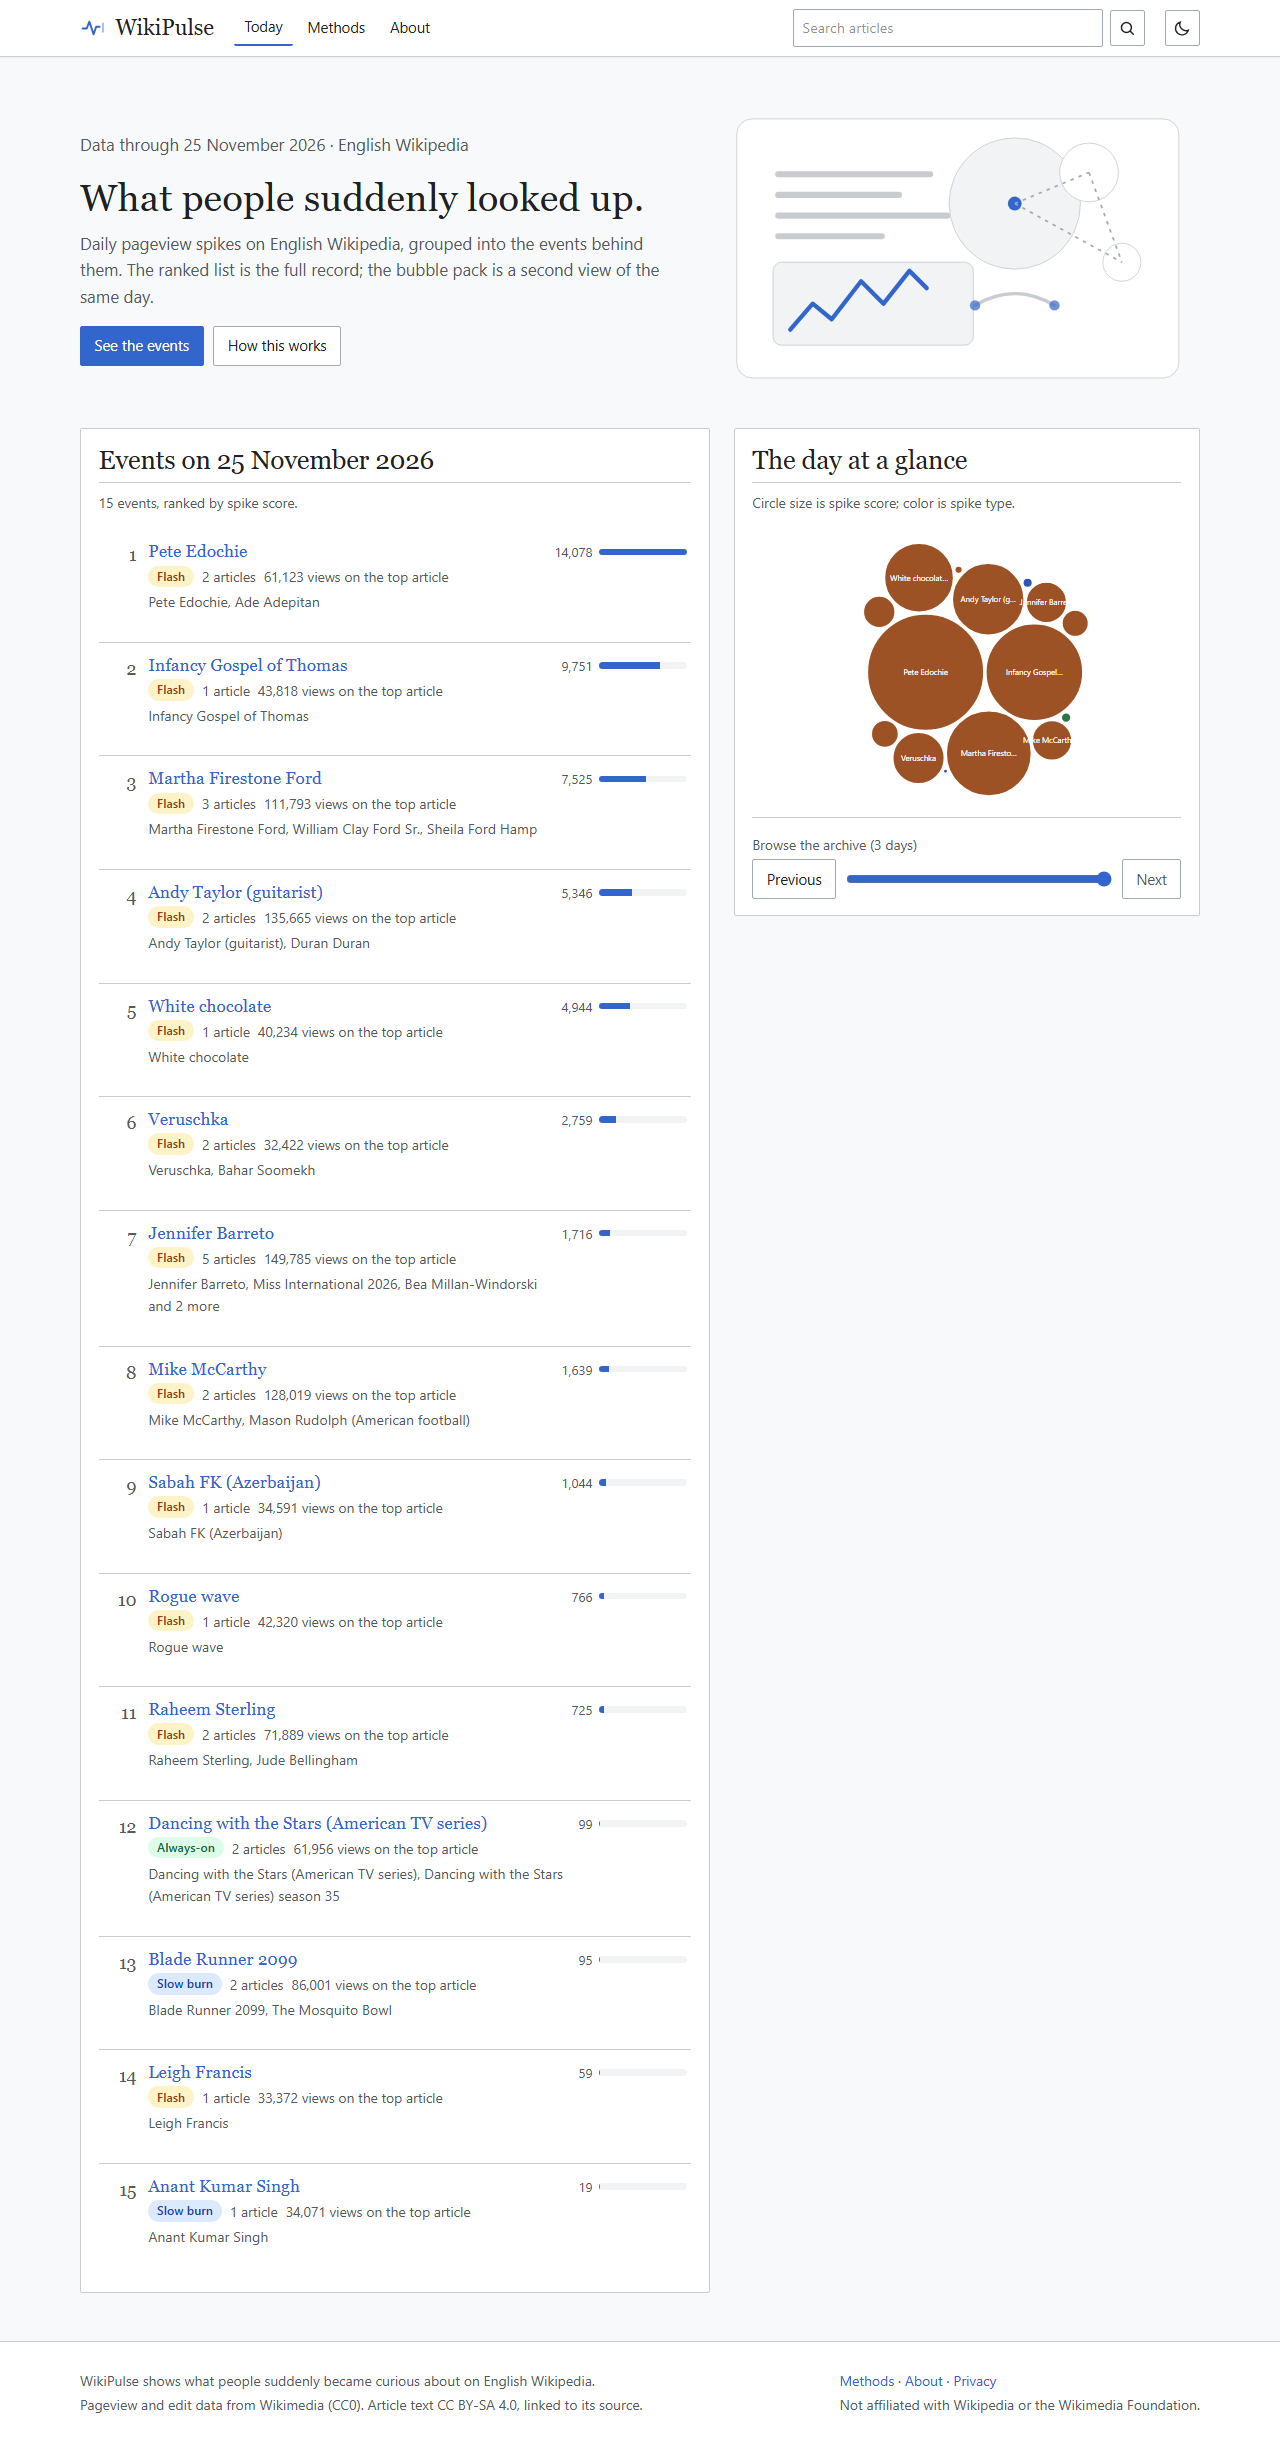 WikiPulse
Today
Methods
About
Search articles
Data through 25 November 2026 · English Wikipedia
What people suddenly looked up.
Daily pageview spikes on English Wikipedia, grouped into the events behind
them. The ranked list is the full record; the bubble pack is a second view of the
same day.
See the events
How this works
Events on 25 November 2026
15 events, ranked by spike score.
1 Pete Edochie 14,078
Flash 2 articles 61,123 views on the top article
Pete Edochie, Ade Adepitan
2 Infancy Gospel of Thomas 9,751
Flash 1 article 43,818 views on the top article
Infancy Gospel of Thomas
3 Martha Firestone Ford 7,525
Flash 3 articles 111,793 views on the top article
Martha Firestone Ford, William Clay Ford Sr., Sheila Ford Hamp
4 Andy Taylor (guitarist) 5,346
Flash 2 articles 135,665 views on the top article
Andy Taylor (guitarist), Duran Duran
5 White chocolate 4,944
Flash 1 article 40,234 views on the top article
White chocolate
6 Veruschka 2,759
Flash 2 articles 32,422 views on the top article
Veruschka, Bahar Soomekh
7 Jennifer Barreto 1,716
Flash 5 articles 149,785 views on the top article
Jennifer Barreto, Miss International 2026, Bea Millan-Windorski
and 2 more
8 Mike McCarthy 1,639
Flash 2 articles 128,019 views on the top article
Mike McCarthy, Mason Rudolph (American football)
9 Sabah FK (Azerbaijan) 1,044
Flash 1 article 34,591 views on the top article
Sabah FK (Azerbaijan)
10 Rogue wave 766
Flash 1 article 42,320 views on the top article
Rogue wave
11 Raheem Sterling 725
Flash 2 articles 71,889 views on the top article
Raheem Sterling, Jude Bellingham
12 Dancing with the Stars (American TV series) 99
Always-on 2 articles 61,956 views on the top article
Dancing with the Stars (American TV series), Dancing with the Stars
(American TV series) season 35
13 Blade Runner 2099 95
Slow burn 2 articles 86,001 views on the top article
Blade Runner 2099, The Mosquito Bowl
14 Leigh Francis 59
Flash 1 article 33,372 views on the top article
Leigh Francis
15 Anant Kumar Singh 19
Slow burn 1 article 34,071 views on the top article
Anant Kumar Singh
The day at a glance
Circle size is spike score; color is spike type.
White chocolat...
Andy Taylor (g...
Jennifer Barre
Pete Edochie
Infancy Gospel...
Martha Firesto...
Mike McCarth
Veruschka
Browse the archive (3 days)
Previous
Next
WikiPulse shows what people suddenly became curious about on English Wikipedia.
Pageview and edit data from Wikimedia (CC0). Article text CC BY-SA 4.0, linked to its source.
Methods · About · Privacy
Not affiliated with Wikipedia or the Wikimedia Foundation.